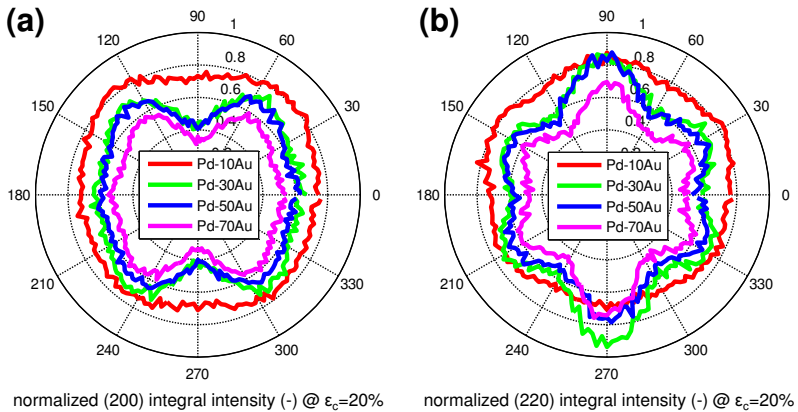 (a)
90
1
120
60
0.8
0.6
150
30
Pd-10Au
Pd-30Au
Pd-50Au
Pd-70Au
180
0
210
330
240
300
270
normalized (200) integral intensity (-) @ εc=20%
(b)
90
1
120
60
0.8
150
30
Pd-10Au
Pd-30Au
Pd-50Au
Pd-70Au
180
0
210
330
240
300
270
normalized (220) integral intensity (-) @ εc=20%